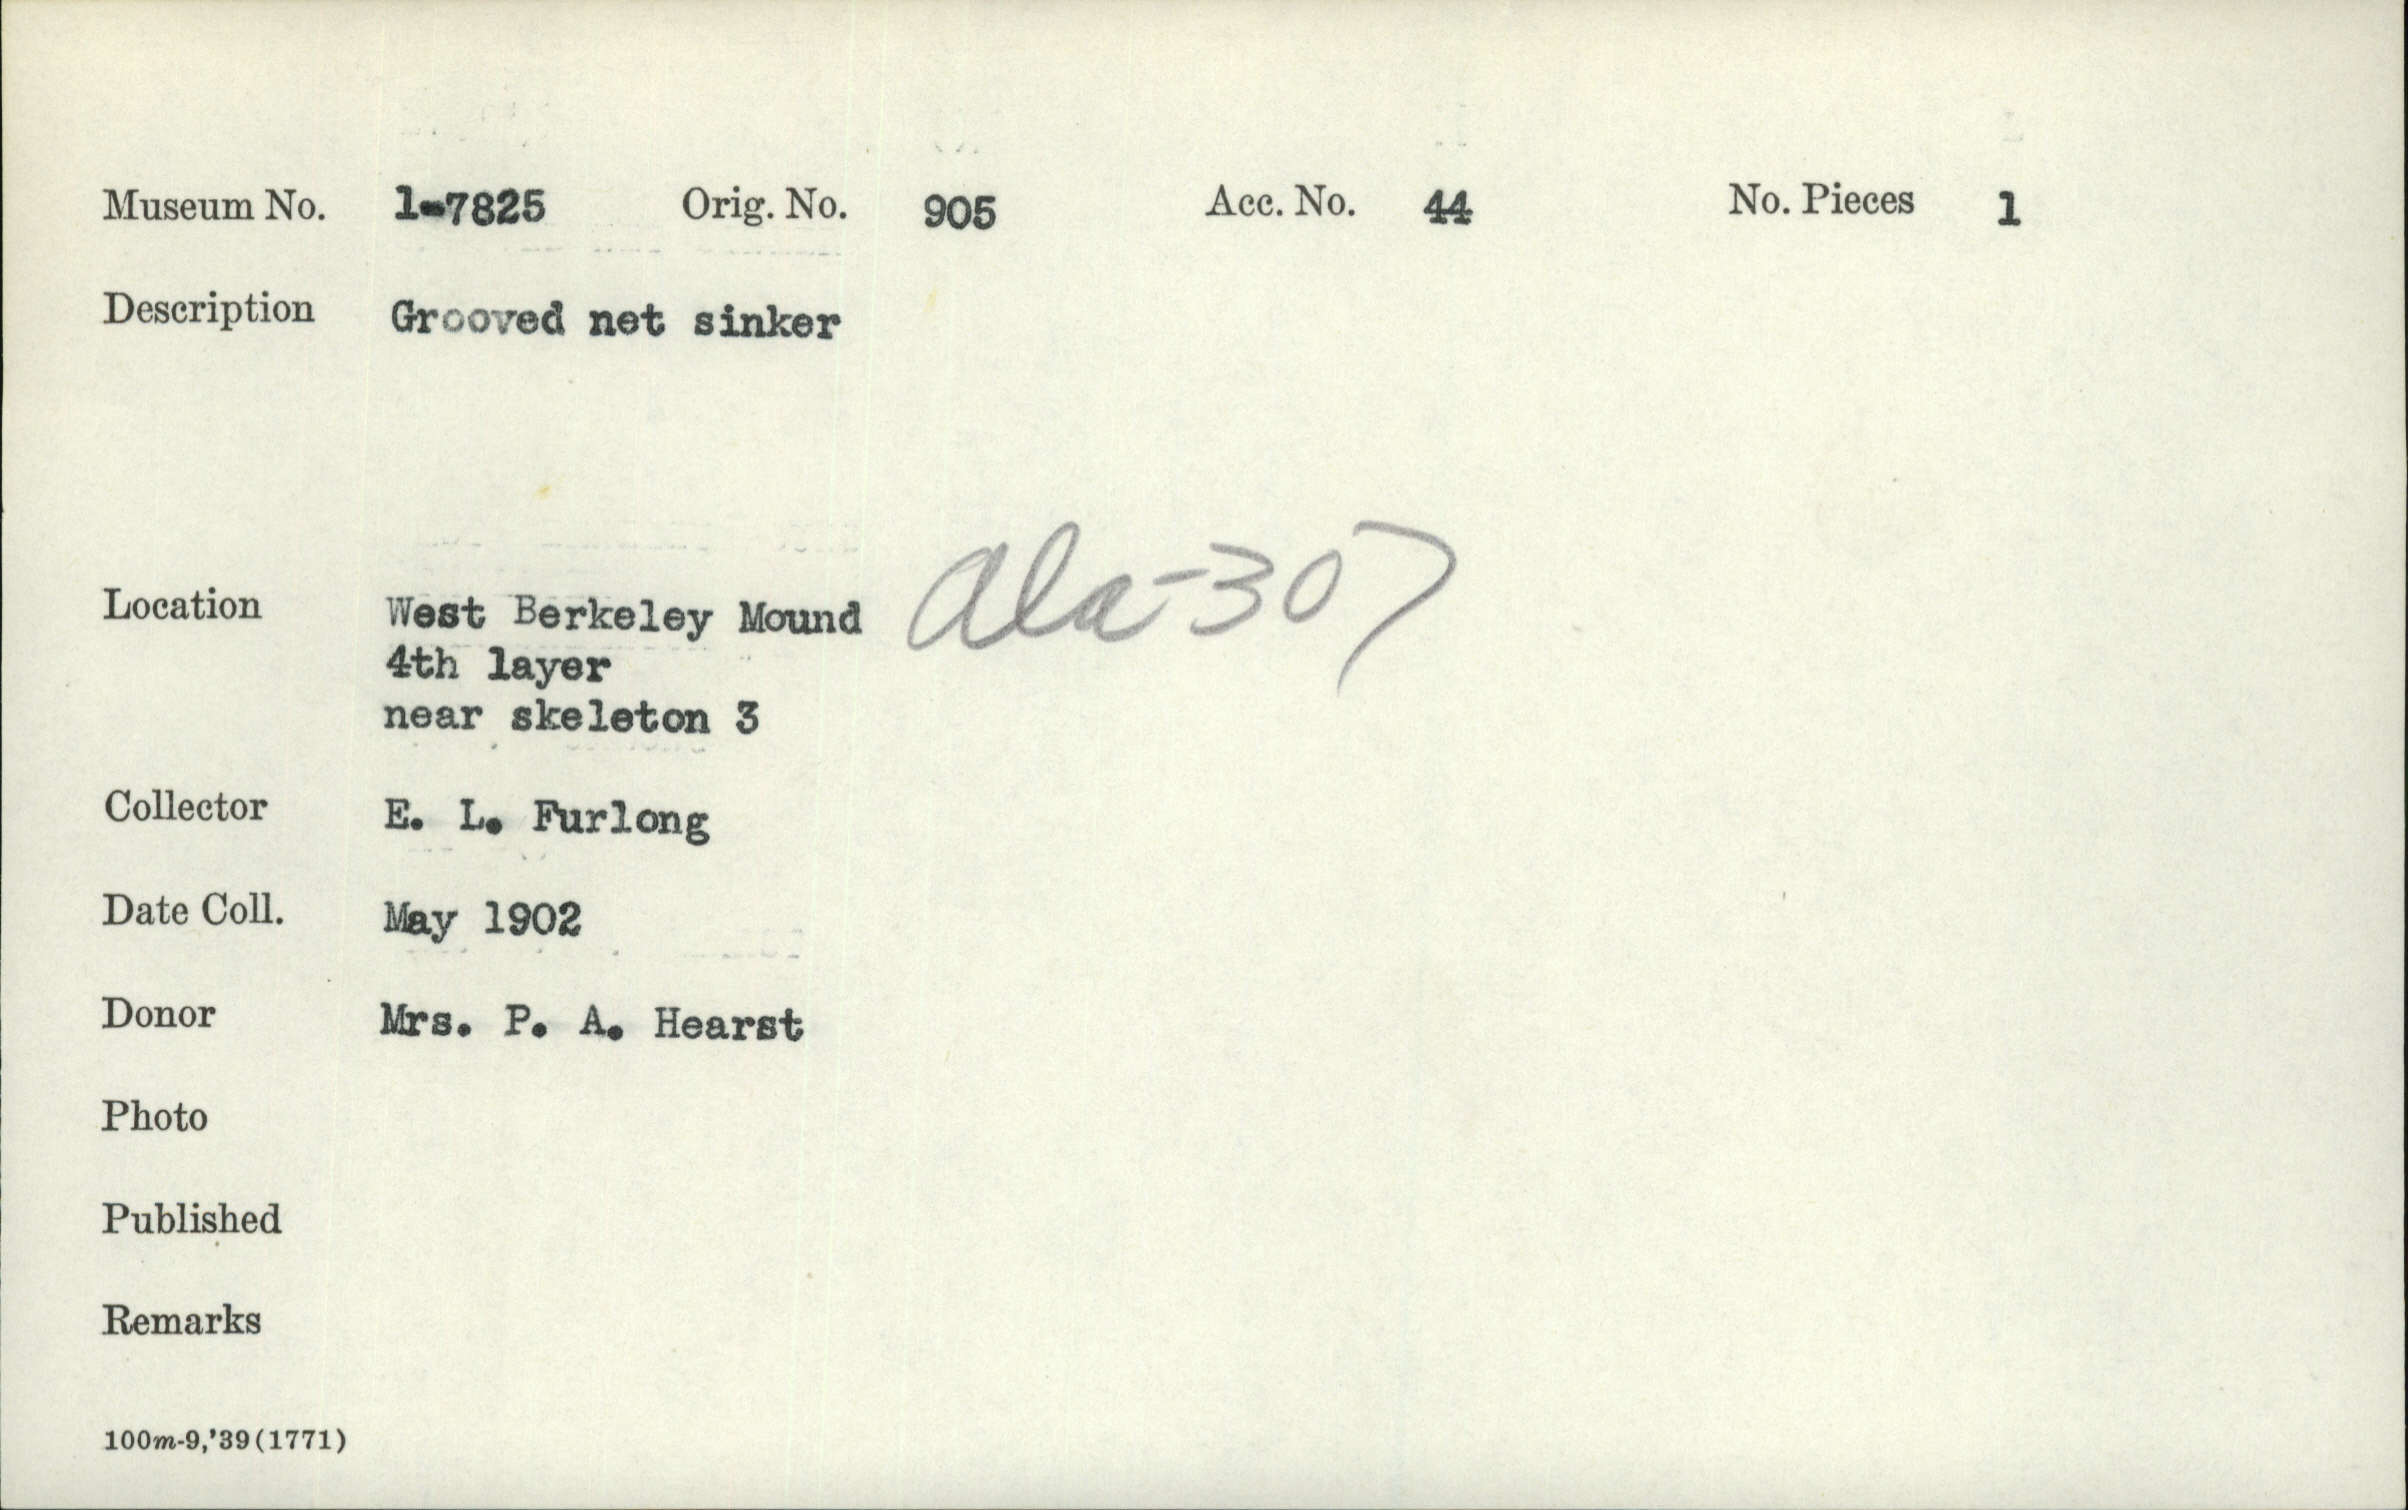 Museum No. 1-7825 Orig. No. 905 Acc. No. 44 No. Pieces 1
Description Grooved net sinker
Location West Berkeley Mound Ala-307
4th layer
near skeleton 3
Collector E. L. Furlong
Date Coll. May 1902
Donor Mrs. P. A. Hearst
Photo
Published
Remarks
100m-9,'39(1771)